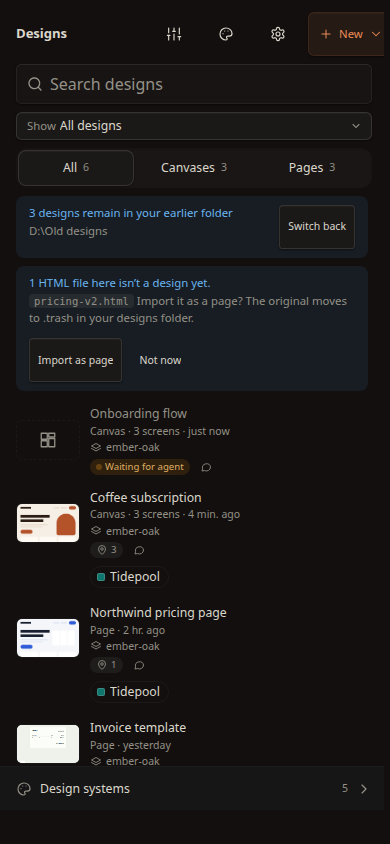 Designs
New
Search designs
Show All designs
All 6
Canvases 3
Pages 3
3 designs remain in your earlier folder
D:\Old designs
Switch back
1 HTML file here isn't a design yet.
pricing-v2.html Import it as a page? The original moves
to .trash in your designs folder.
Import as page
Not now
Onboarding flow
Canvas · 3 screens · just now
ember-oak
Waiting for agent
Coffee subscription
Canvas · 3 screens · 4 min. ago
ember-oak
3
Tidepool
Northwind pricing page
Page · 2 hr. ago
ember-oak
1
Tidepool
Invoice template
Page · yesterday
ember-oak
Design systems
5